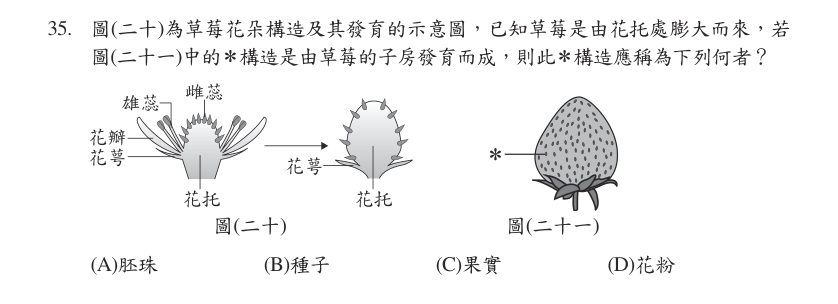 35. 圖(二十)為草莓花朵構造及其發育的示意圖，已知草莓是由花托處膨大而來，若
圖(二十一)中的＊構造是由草莓的子房發育而成，則此＊構造應稱為下列何者？
雄蕊 雌蕊
花瓣
花萼
花托
花萼
花托
＊
圖(二十) 圖(二十一)
(A)胚珠 (B)種子 (C)果實 (D)花粉